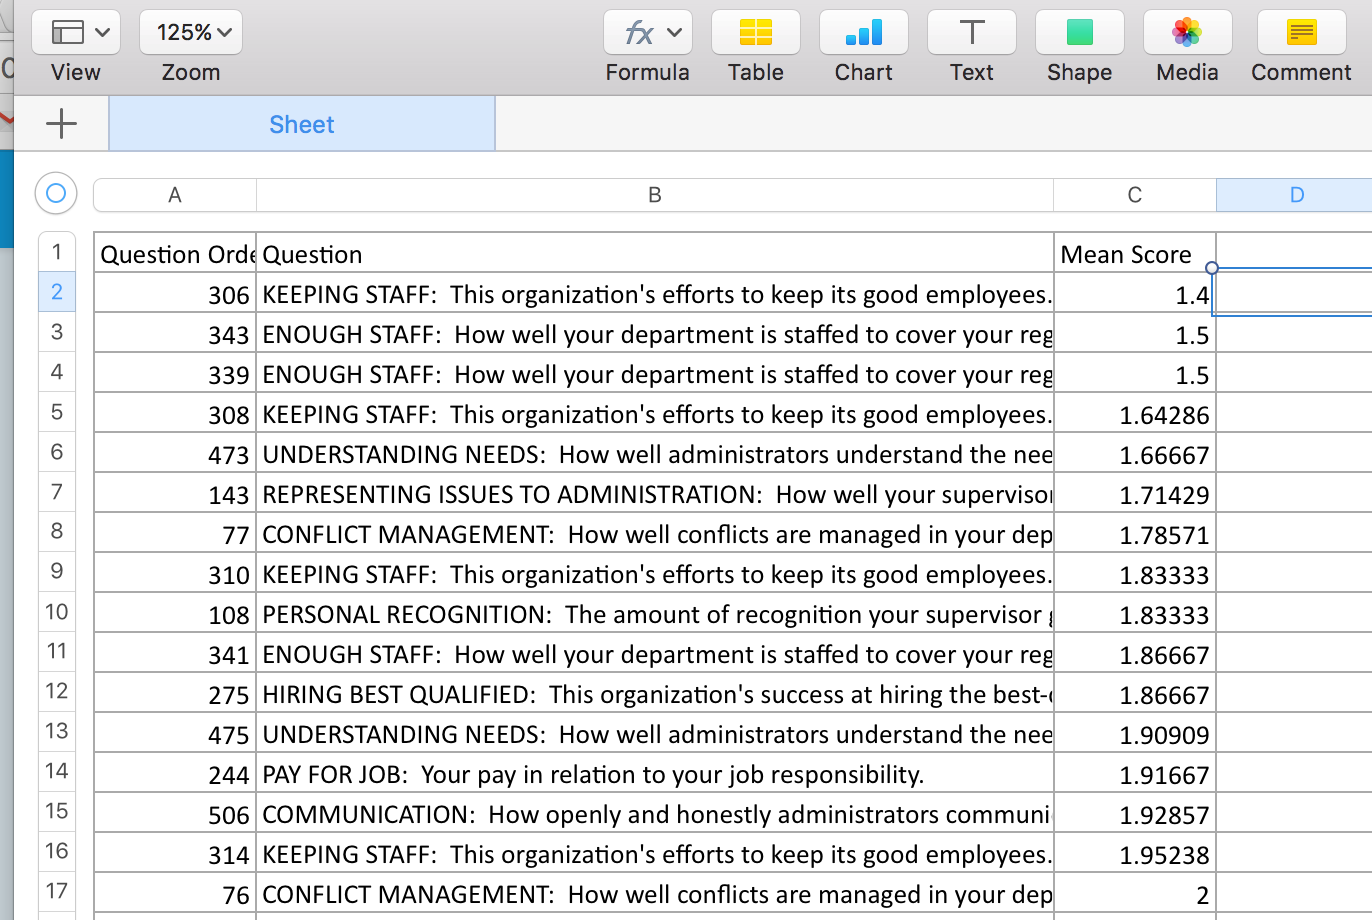 125%
View Zoom Formula Table Chart Text Shape Media Comment
Sheet
A B C D
1 Question Orde Question Mean Score
2 306 KEEPING STAFF: This organization's efforts to keep its good employees. 1.4
3 343 ENOUGH STAFF: How well your department is staffed to cover your reg 1.5
4 339 ENOUGH STAFF: How well your department is staffed to cover your reg 1.5
5 308 KEEPING STAFF: This organization's efforts to keep its good employees. 1.64286
6 473 UNDERSTANDING NEEDS: How well administrators understand the nee 1.66667
7 143 REPRESENTING ISSUES TO ADMINISTRATION: How well your supervisor 1.71429
8 77 CONFLICT MANAGEMENT: How well conflicts are managed in your dep 1.78571
9 310 KEEPING STAFF: This organization's efforts to keep its good employees. 1.83333
10 108 PERSONAL RECOGNITION: The amount of recognition your supervisor 1.83333
11 341 ENOUGH STAFF: How well your department is staffed to cover your reg 1.86667
12 275 HIRING BEST QUALIFIED: This organization's success at hiring the best- 1.86667
13 475 UNDERSTANDING NEEDS: How well administrators understand the nee 1.90909
14 244 PAY FOR JOB: Your pay in relation to your job responsibility. 1.91667
15 506 COMMUNICATION: How openly and honestly administrators communi 1.92857
16 314 KEEPING STAFF: This organization's efforts to keep its good employees. 1.95238
17 76 CONFLICT MANAGEMENT: How well conflicts are managed in your dep 2